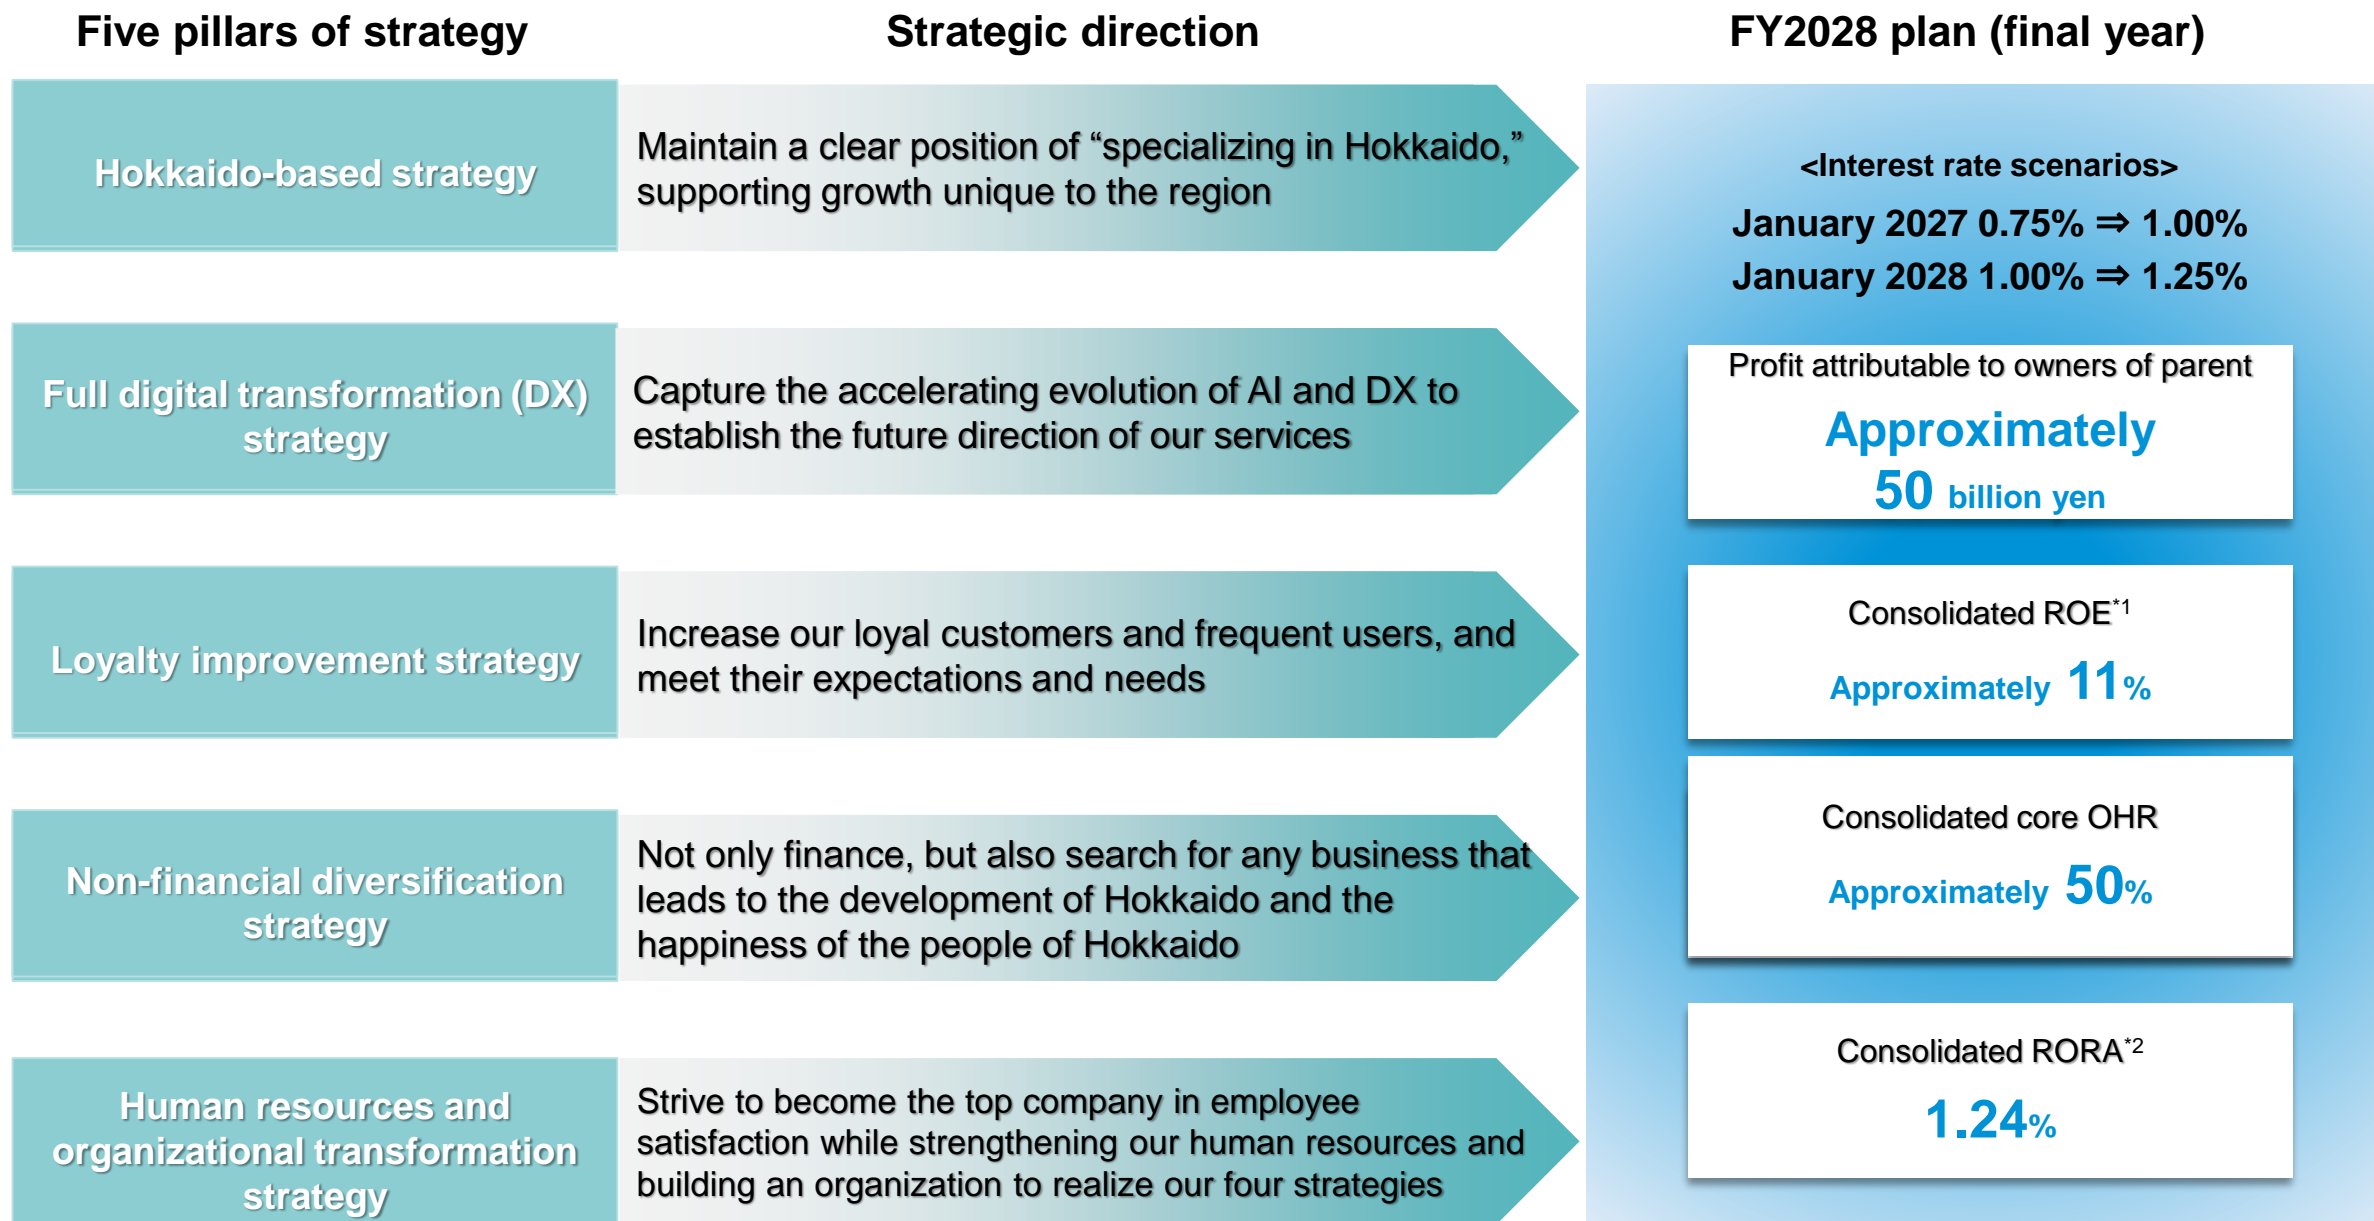 Five pillars of strategy
Strategic direction
FY2028 plan (final year)
Hokkaido-based strategy
Maintain a clear position of “specializing in Hokkaido,”
supporting growth unique to the region
Full digital transformation (DX)
strategy
Capture the accelerating evolution of AI and DX to
establish the future direction of our services
Loyalty improvement strategy
Increase our loyal customers and frequent users, and
meet their expectations and needs
Non-financial diversification
strategy
Not only finance, but also search for any business that
leads to the development of Hokkaido and the
happiness of the people of Hokkaido
Human resources and
organizational transformation
strategy
Strive to become the top company in employee
satisfaction while strengthening our human resources and
building an organization to realize our four strategies
<Interest rate scenarios>
January 2027 0.75% ⇒ 1.00%
January 2028 1.00% ⇒ 1.25%
Profit attributable to owners of parent
Approximately
50 billion yen
Consolidated ROE*1
Approximately 11%
Consolidated core OHR
Approximately 50%
Consolidated RORA*2
1.24%